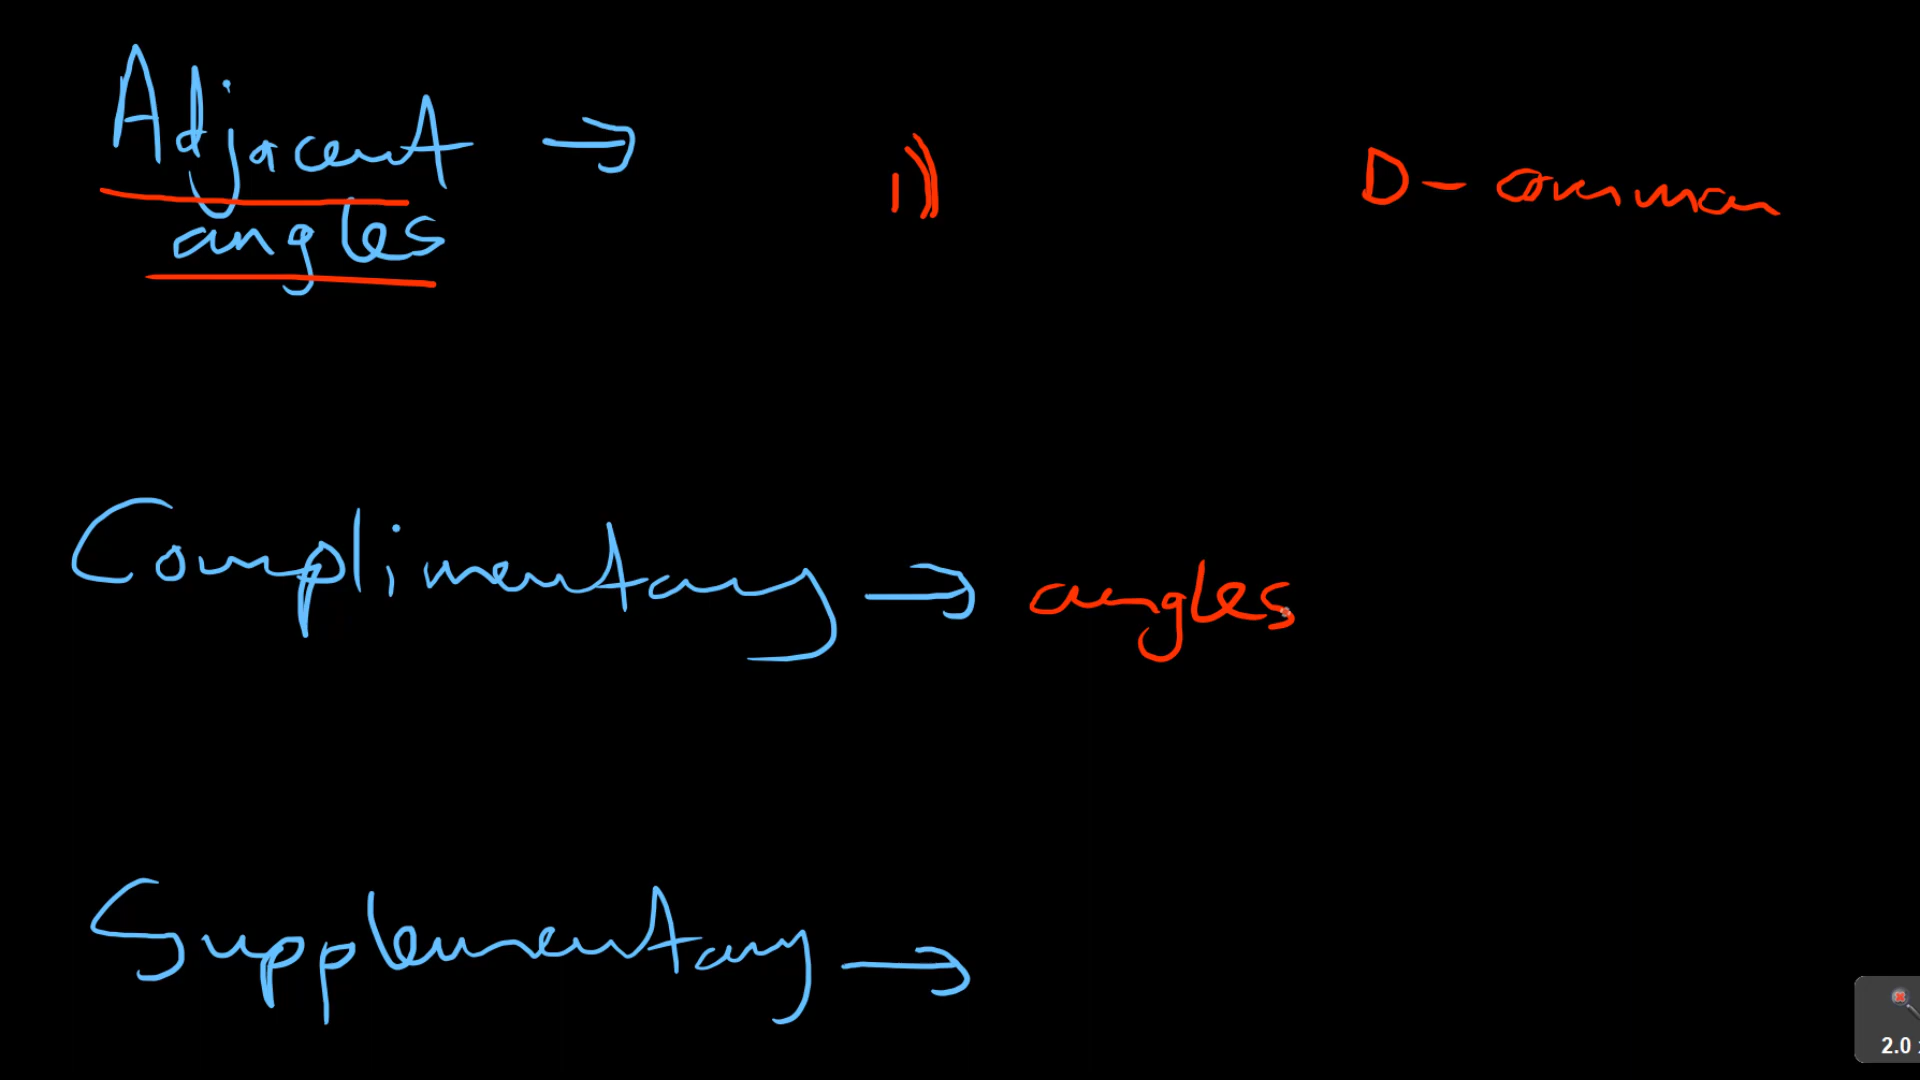 Adjacent → 1) D - common
angles
Complimentary → angles
Supplementary →
2.0